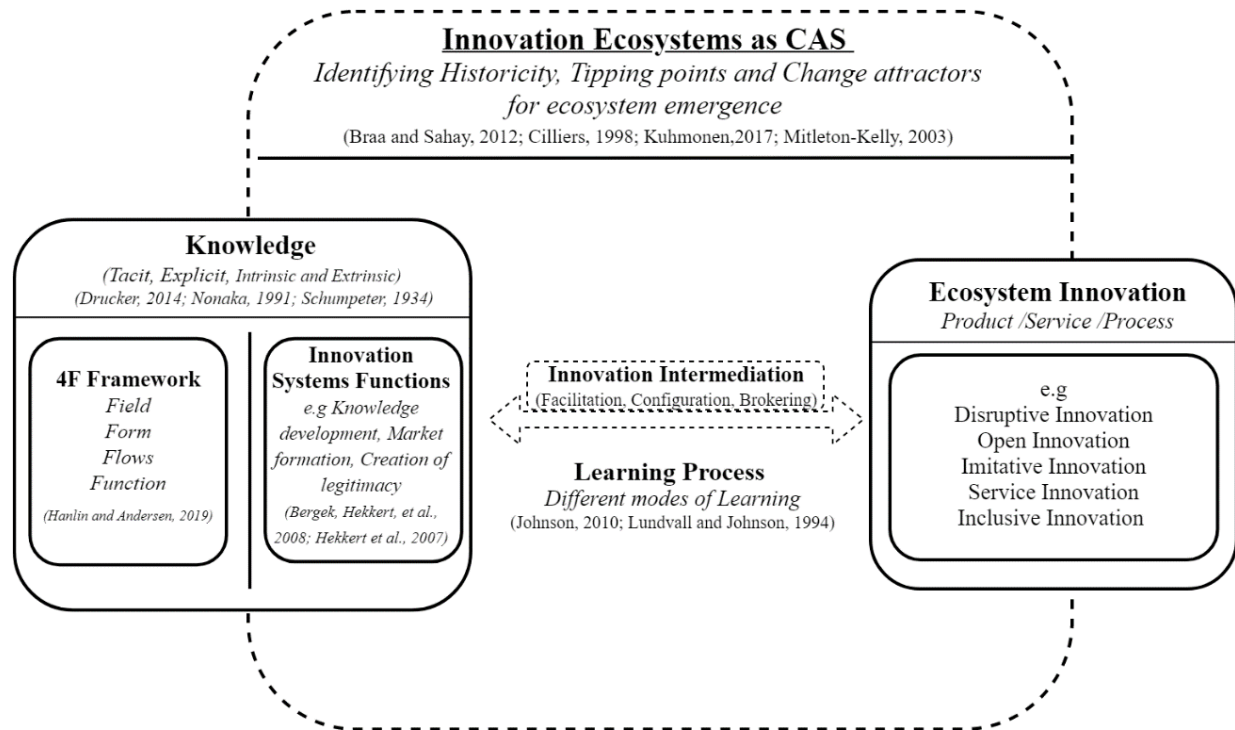 Innovation Ecosystems as CAS
Identifying Historicity, Tipping points and Change attractors
for ecosystem emergence
(Braa and Sahay, 2012; Cilliers, 1998; Kuhmonen,2017; Mitleton-Kelly, 2003)
Knowledge
(Tacit, Explicit, Intrinsic and Extrinsic)
(Drucker, 2014; Nonaka, 1991; Schumpeter, 1934)
4F Framework
Field
Form
Flows
Function
(Hanlin and Andersen, 2019)
Innovation
Systems Functions
e.g Knowledge
development, Market
formation, Creation of
legitimacy
(Bergek, Hekkert, et al.,
2008; Hekkert et al., 2007)
Innovation Intermediation
(Facilitation, Configuration, Brokering)
Learning Process
Different modes of Learning
(Johnson, 2010; Lundvall and Johnson, 1994)
Ecosystem Innovation
Product /Service /Process
e.g
Disruptive Innovation
Open Innovation
Imitative Innovation
Service Innovation
Inclusive Innovation